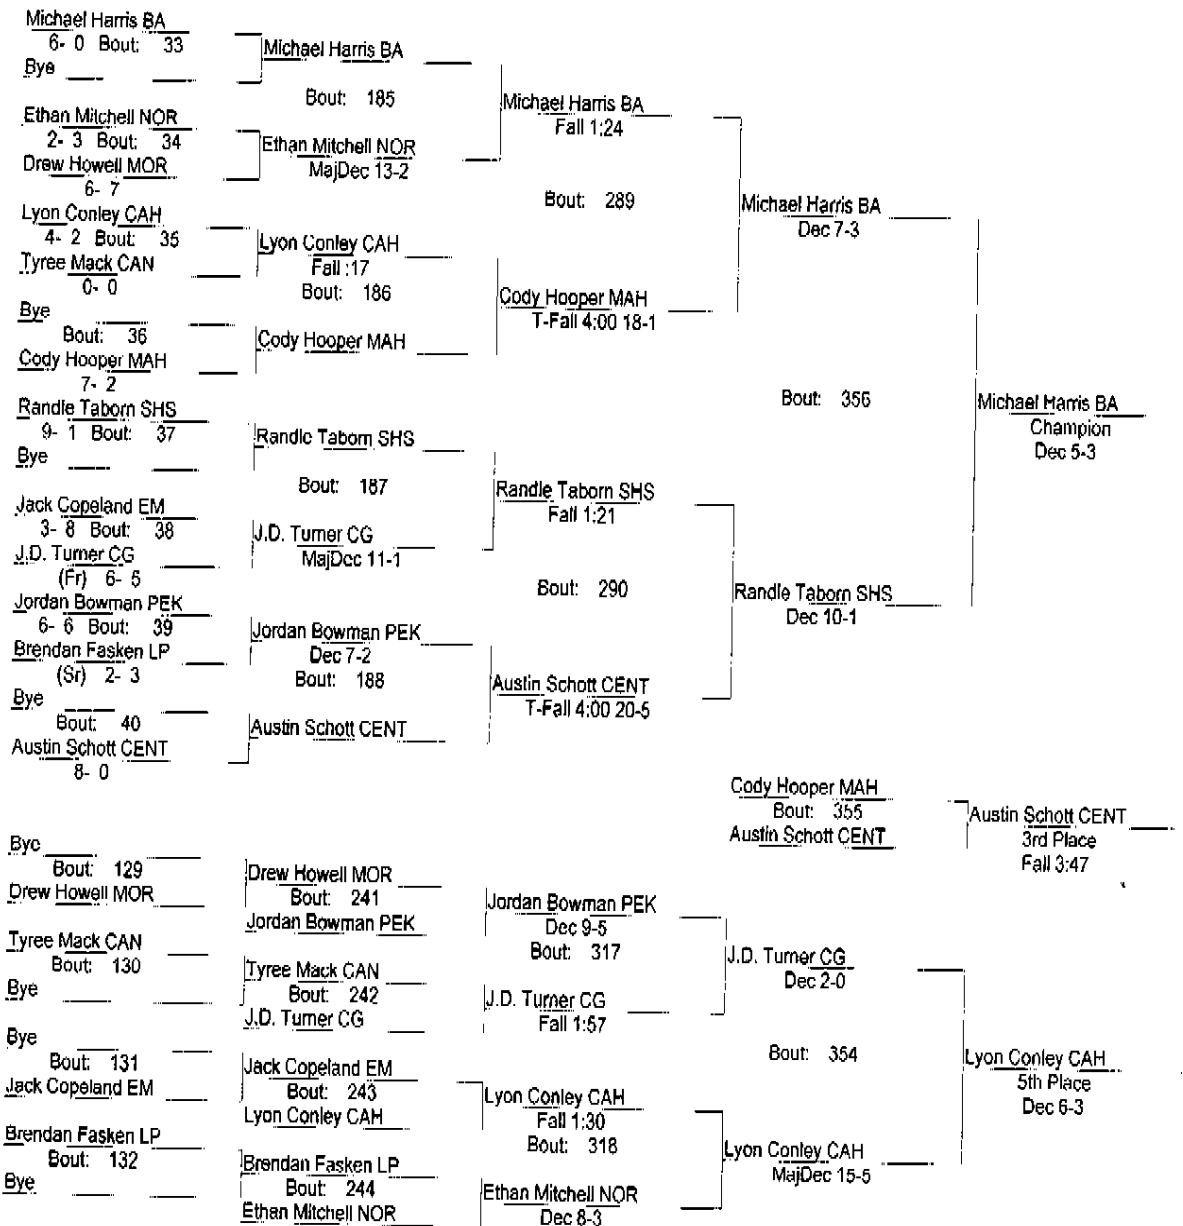 Michael Harris BA
6- 0 Bout: 33
Bye
Michael Harris BA
Bout: 185
Ethan Mitchell NOR
2- 3 Bout: 34
Drew Howell MOR
6- 7
Ethan Mitchell NOR
MajDec 13-2
Michael Harris BA
Fall 1:24
Bout: 289
Lyon Conley CAH
4- 2 Bout: 35
Tyree Mack CAN
0- 0
Lyon Conley CAH
Fall :17
Bout: 186
Bye
Bout: 36
Cody Hooper MAH
7- 2
Cody Hooper MAH
Cody Hooper MAH
T-Fall 4:00 18-1
Michael Harris BA
Dec 7-3
Bout: 356
Michael Harris BA
Champion
Dec 5-3
Randle Taborn SHS
9- 1 Bout: 37
Bye
Randle Taborn SHS
Bout: 187
Jack Copeland EM
3- 8 Bout: 38
J.D. Turner CG
(Fr) 6- 5
J.D. Turner CG
MajDec 11-1
Randle Taborn SHS
Fall 1:21
Bout: 290
Jordan Bowman PEK
6- 6 Bout: 39
Brendan Fasken LP
(Sr) 2- 3
Jordan Bowman PEK
Dec 7-2
Bout: 188
Bye
Bout: 40
Austin Schott CENT
8- 0
Austin Schott CENT
Austin Schott CENT
T-Fall 4:00 20-5
Randle Taborn SHS
Dec 10-1
Cody Hooper MAH
Bout: 355
Austin Schott CENT
Austin Schott CENT
3rd Place
Fall 3:47
Bye
Bout: 129
Drew Howell MOR
Drew Howell MOR
Bout: 241
Jordan Bowman PEK
Jordan Bowman PEK
Dec 9-5
Bout: 317
Tyree Mack CAN
Bout: 130
Bye
Tyree Mack CAN
Bout: 242
J.D. Turner CG
J.D. Turner CG
Fall 1:57
J.D. Turner CG
Dec 2-0
Bout: 354
Bye
Bout: 131
Jack Copeland EM
Jack Copeland EM
Bout: 243
Lyon Conley CAH
Lyon Conley CAH
Fall 1:30
Bout: 318
Brendan Fasken LP
Bout: 132
Bye
Brendan Fasken LP
Bout: 244
Ethan Mitchell NOR
Ethan Mitchell NOR
Dec 8-3
Lyon Conley CAH
MajDec 15-5
Lyon Conley CAH
5th Place
Dec 6-3